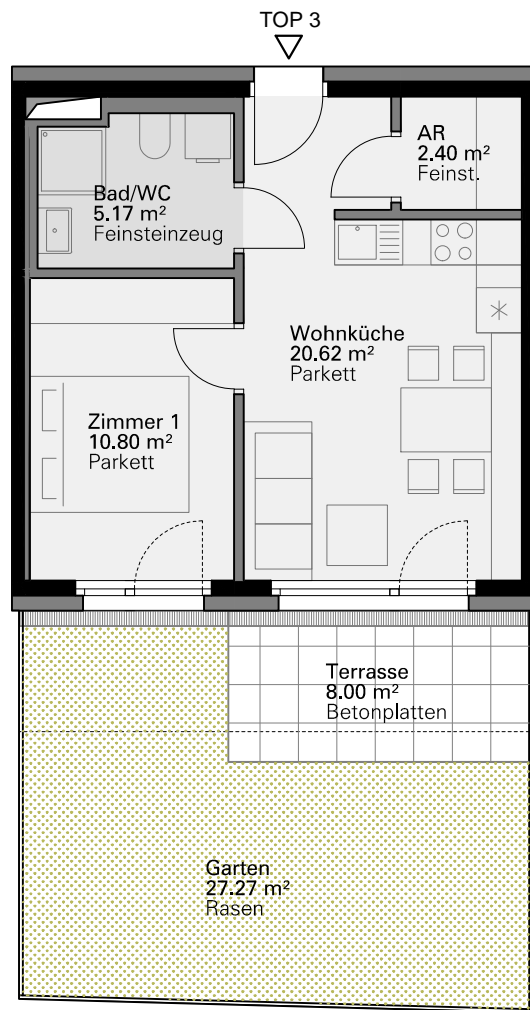 TOP 3
AR
2.40 m²
Feinst.
Bad/WC
5.17 m²
Feinsteinzeug
Wohnküche
20.62 m²
Parkett
Zimmer 1
10.80 m²
Parkett
Terrasse
8.00 m²
Betonplatten
Garten
27.27 m²
Rasen